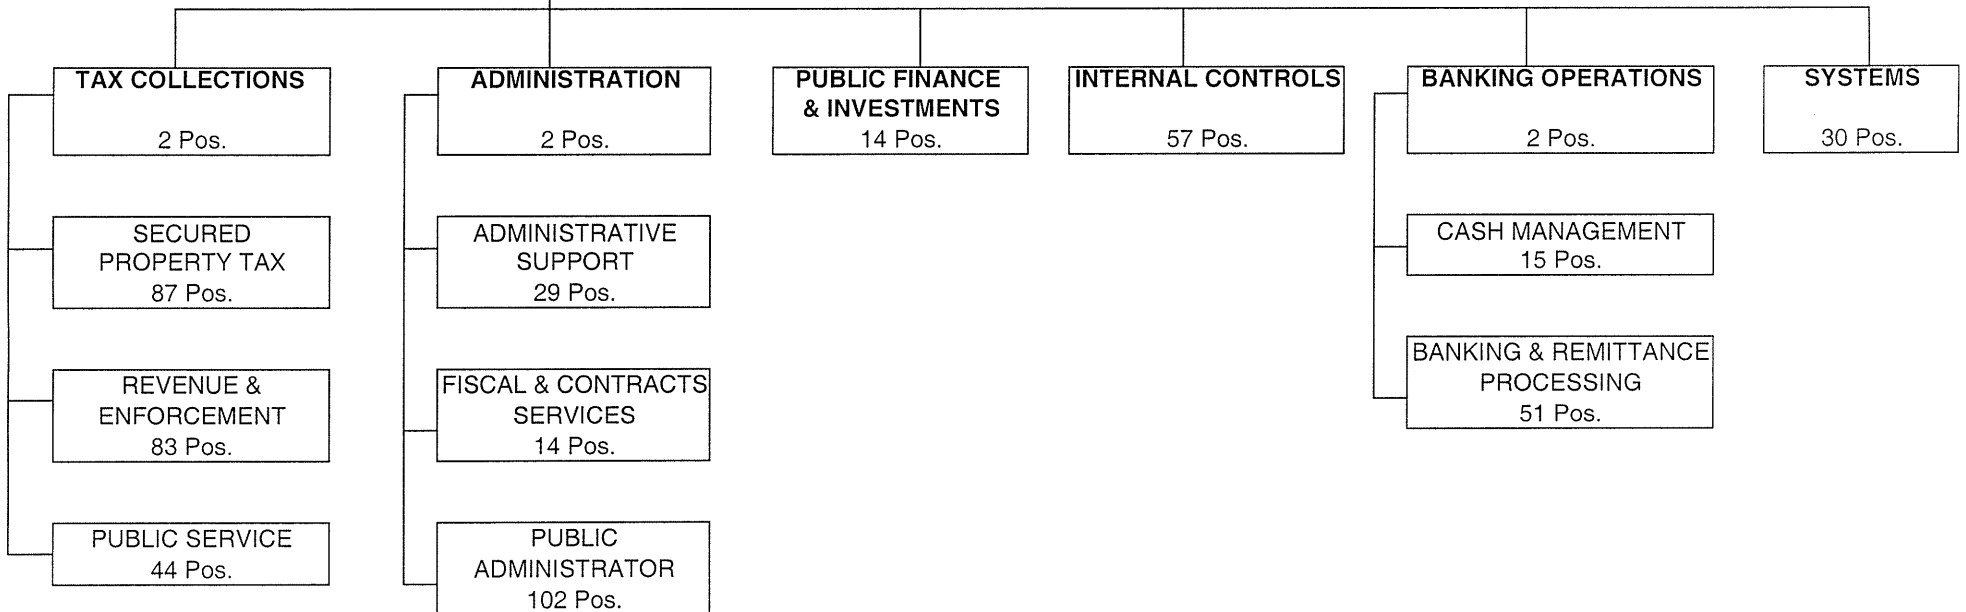 TAX COLLECTIONS
2 Pos.
SECURED
PROPERTY TAX
87 Pos.
REVENUE &
ENFORCEMENT
83 Pos.
PUBLIC SERVICE
44 Pos.
ADMINISTRATION
2 Pos.
ADMINISTRATIVE
SUPPORT
29 Pos.
FISCAL & CONTRACTS
SERVICES
14 Pos.
PUBLIC
ADMINISTRATOR
102 Pos.
PUBLIC FINANCE
& INVESTMENTS
14 Pos.
INTERNAL CONTROLS
57 Pos.
BANKING OPERATIONS
2 Pos.
CASH MANAGEMENT
15 Pos.
BANKING & REMITTANCE
PROCESSING
51 Pos.
SYSTEMS
30 Pos.